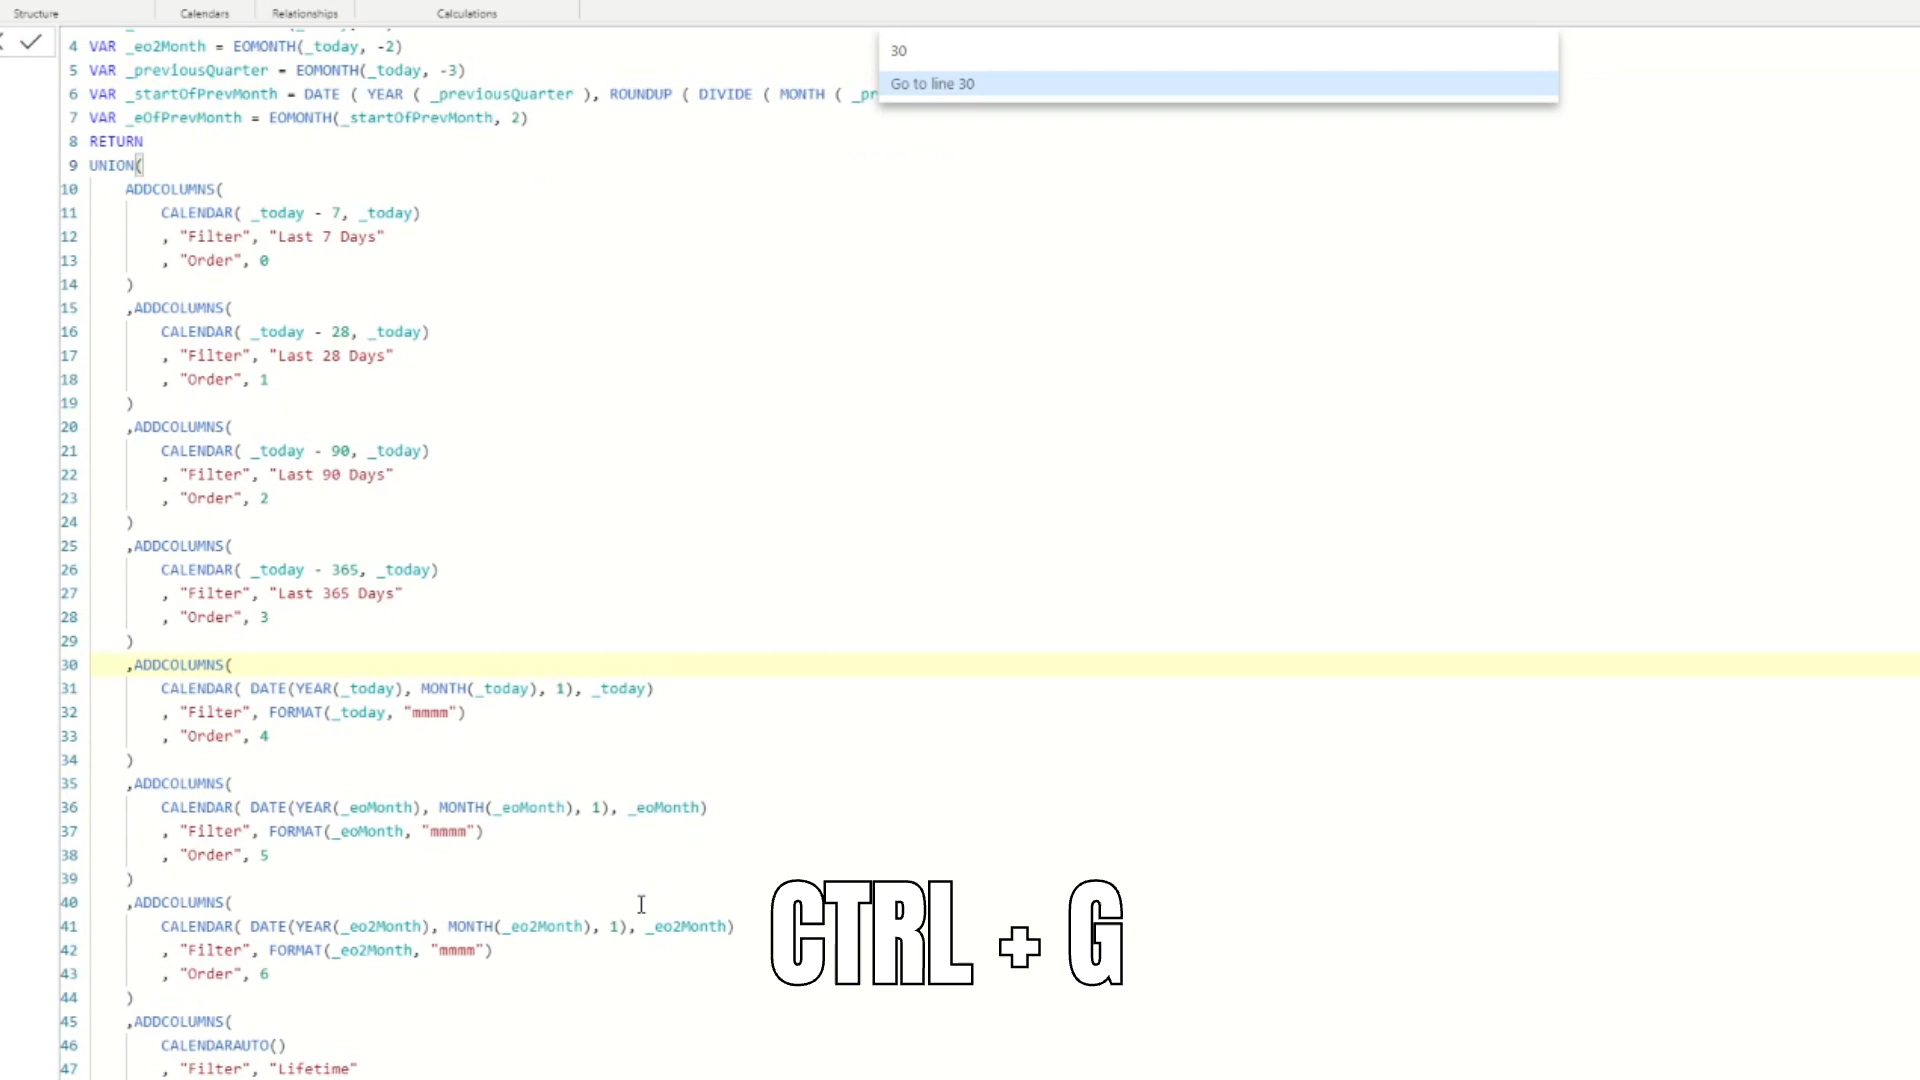 Structure Calendars Relationships Calculations
4 VAR _eo2Month = EOMONTH(_today, -2)
5 VAR _previousQuarter = EOMONTH(_today, -3)
6 VAR _startOfPrevMonth = DATE ( YEAR ( _previousQuarter ), ROUNDUP ( DIVIDE ( MONTH ( _pr
7 VAR _eOfPrevMonth = EOMONTH(_startOfPrevMonth, 2)
8 RETURN
9 UNION(
10 ADDCOLUMNS(
11 CALENDAR( _today - 7, _today)
12 , "Filter", "Last 7 Days"
13 , "Order", 0
14 )
15 ,ADDCOLUMNS(
16 CALENDAR( _today - 28, _today)
17 , "Filter", "Last 28 Days"
18 , "Order", 1
19 )
20 ,ADDCOLUMNS(
21 CALENDAR( _today - 90, _today)
22 , "Filter", "Last 90 Days"
23 , "Order", 2
24 )
25 ,ADDCOLUMNS(
26 CALENDAR( _today - 365, _today)
27 , "Filter", "Last 365 Days"
28 , "Order", 3
29 )
30 ,ADDCOLUMNS(
31 CALENDAR( DATE(YEAR(_today), MONTH(_today), 1), _today)
32 , "Filter", FORMAT(_today, "mmmm")
33 , "Order", 4
34 )
35 ,ADDCOLUMNS(
36 CALENDAR( DATE(YEAR(_eoMonth), MONTH(_eoMonth), 1), _eoMonth)
37 , "Filter", FORMAT(_eoMonth, "mmmm")
38 , "Order", 5
39 )
40 ,ADDCOLUMNS(
41 CALENDAR( DATE(YEAR(_eo2Month), MONTH(_eo2Month), 1), _eo2Month)
42 , "Filter", FORMAT(_eo2Month, "mmmm")
43 , "Order", 6
44 )
45 ,ADDCOLUMNS(
46 CALENDARAUTO()
47 , "Filter", "Lifetime"
30
Go to line 30
CTRL + G